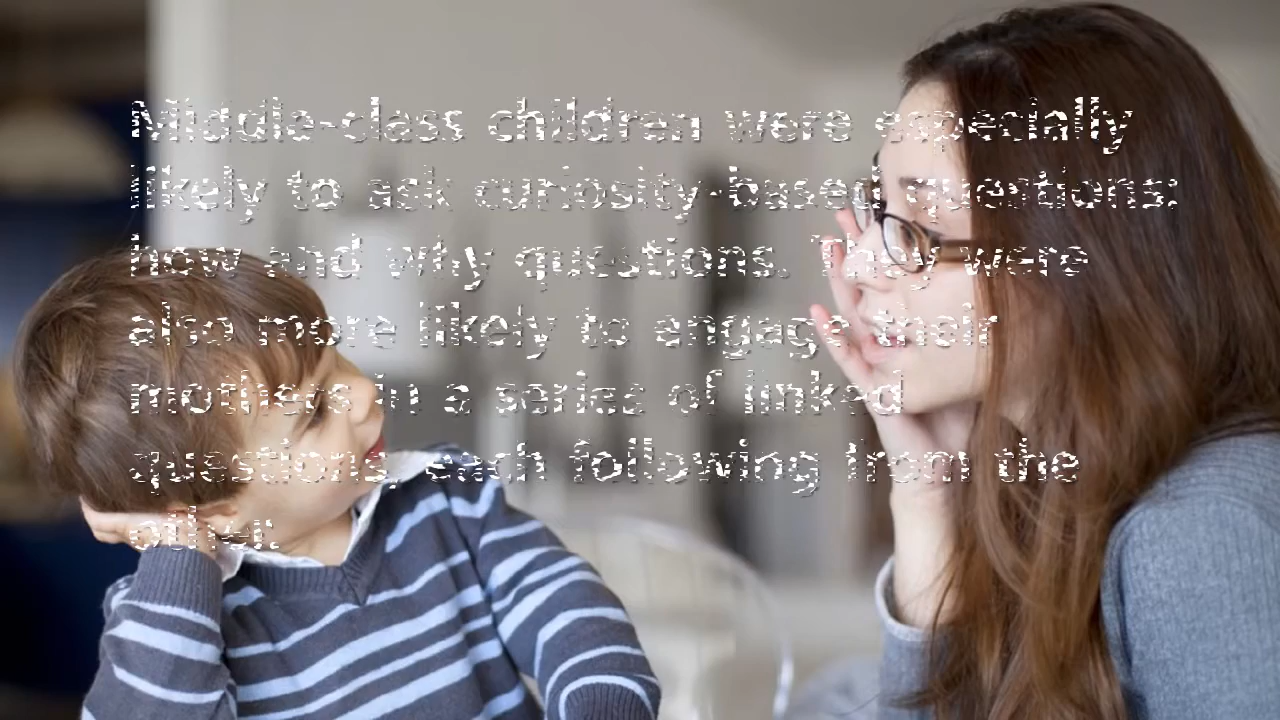 Middle-class children were especially
likely to ask curiosity-based questions:
how and why questions. They were
also more likely to engage their
mothers in a series of linked
questions, each following from the
other.